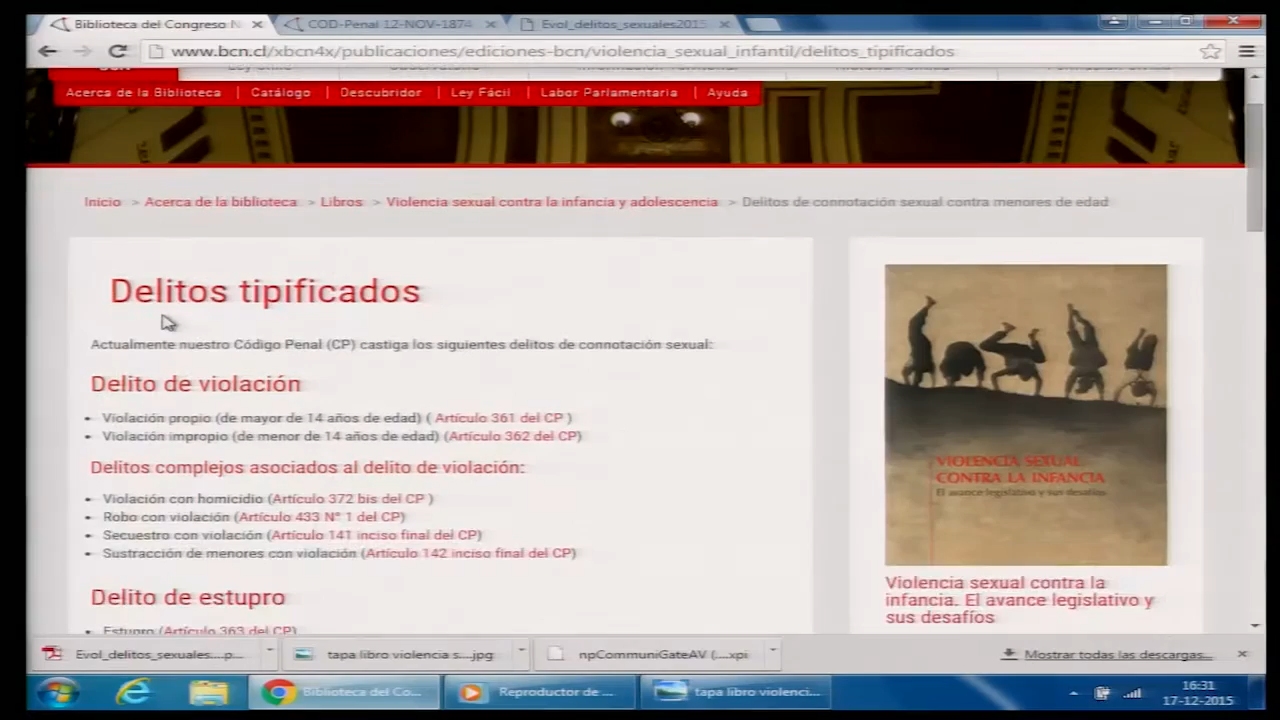 Biblioteca del Congreso N
COD-Penal 12-NOV-1874
Evol_delitos_sexuales2015
www.bcn.cl/xbcn4x/publicaciones/ediciones-bcn/violencia_sexual_infantil/delitos_tipificados
Acerca de la Biblioteca | Catálogo | Descubridor | Ley Fácil | Labor Parlamentaria | Ayuda
Inicio > Acerca de la biblioteca > Libros > Violencia sexual contra la infancia y adolescencia > Delitos de connotación sexual contra menores de edad
Delitos tipificados
Actualmente nuestro Código Penal (CP) castiga los siguientes delitos de connotación sexual:
Delito de violación
Violación propio (de mayor de 14 años de edad) ( Artículo 361 del CP )
Violación impropio (de menor de 14 años de edad) (Artículo 362 del CP)
Delitos complejos asociados al delito de violación:
Violación con homicidio (Artículo 372 bis del CP )
Robo con violación (Artículo 433 N° 1 del CP)
Secuestro con violación (Artículo 141 inciso final del CP)
Sustracción de menores con violación (Artículo 142 inciso final del CP)
Delito de estupro
Estupro (Artículo 363 del CP)
VIOLENCIA SEXUAL
CONTRA LA INFANCIA
El avance legislativo y sus desafíos
Violencia sexual contra la
infancia. El avance legislativo y
sus desafíos
Evol_delitos_sexuales....p...
tapa libro violencia s....jpg
npCommuniGateAV (....xpi
Mostrar todas las descargas...
Biblioteca del Co...
Reproductor de ...
tapa libro violenci...
16:31
17-12-2015